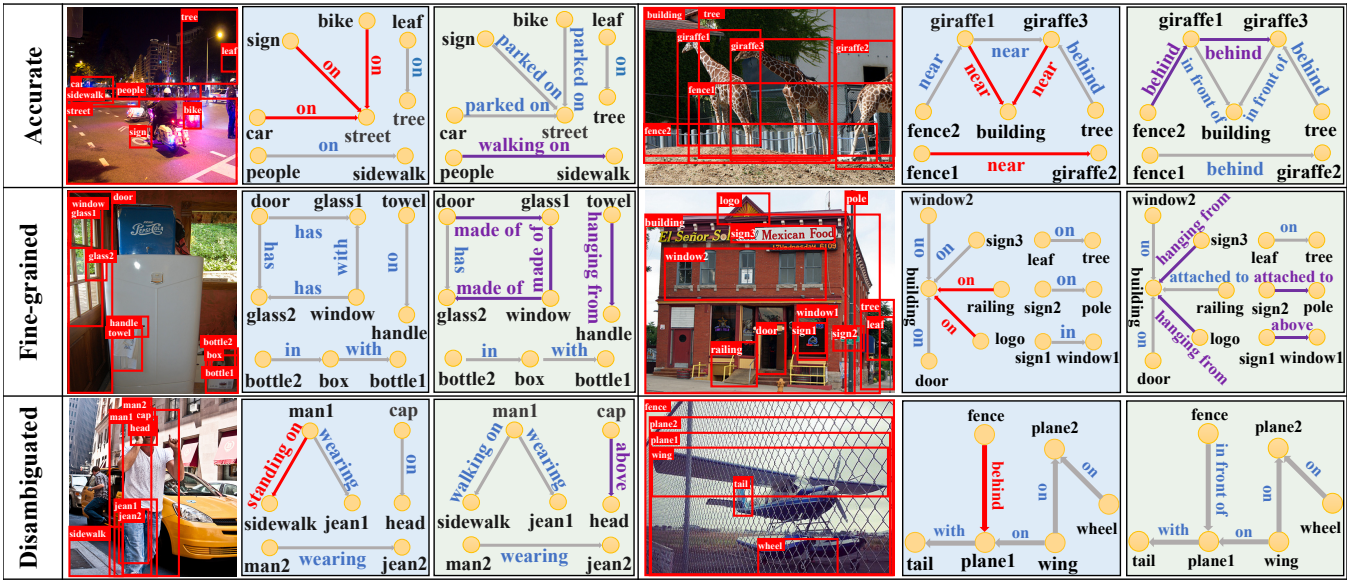 Accurate
tree
leaf
car
people
sidewalk
street
bike
sign
bike
leaf
sign
on
on
on
on
car
street
tree
on
people
sidewalk
bike
leaf
sign
parked on
parked on
on
parked on
car
street
tree
walking on
people
sidewalk
building
tree
giraffe1
giraffe3
giraffe2
fence1
fence2
giraffe1
giraffe3
near
near
near
near
behind
fence2
building
tree
near
fence1
giraffe2
giraffe1
giraffe3
behind
behind
in front of
in front of
behind
fence2
building
tree
behind
fence1
giraffe2
Fine-grained
window
door
glass1
PEPSI-COLA
glass2
handle
towel
bottle2
box
bottle1
door
glass1
towel
has
has
with
on
has
glass2
window
handle
in
with
bottle2
box
bottle1
door
glass1
towel
made of
has
made of
hanging from
made of
glass2
window
handle
in
with
bottle2
box
bottle1
logo
pole
building
El Señor Sol
Mexican Food
sign3
window2
tree
window1
leaf
door
sign1
sign2
railing
window2
on
on
sign3
on
leaf
tree
building
on
railing
on
sign2
pole
on
logo
in
on
sign1
window1
door
window2
hanging from
on
sign3
on
leaf
tree
building
attached to
attached to
railing
sign2
pole
hanging from
logo
above
on
sign1
window1
door
Disambiguated
man2
man1
cap
head
jean1
jean2
sidewalk
man1
cap
standing on
wearing
on
sidewalk
jean1
head
wearing
man2
jean2
man1
cap
walking on
wearing
above
sidewalk
jean1
head
wearing
man2
jean2
fence
plane2
plane1
wing
tail
wheel
fence
plane2
behind
on
on
wheel
with
on
tail
plane1
wing
fence
plane2
in front of
on
on
wheel
with
on
tail
plane1
wing